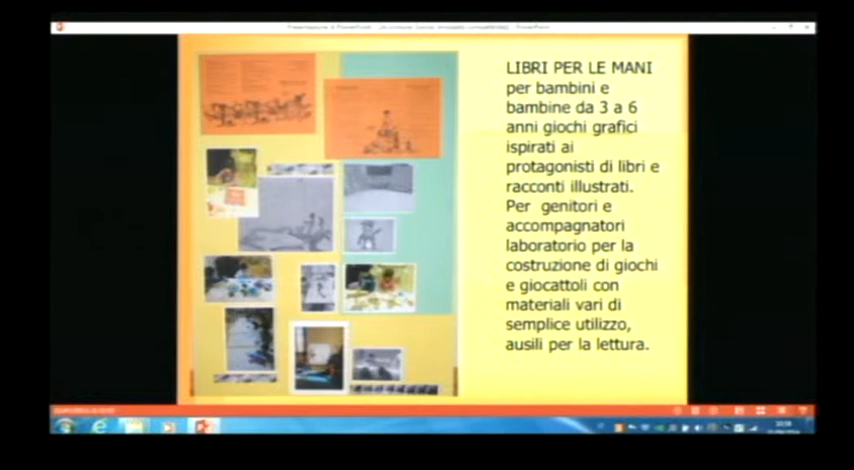 LIBRI PER LE MANI
per bambini e
bambine da 3 a 6
anni giochi grafici
ispirati ai
protagonisti di libri e
racconti illustrati.
Per genitori e
accompagnatori
laboratorio per la
costruzione di giochi
e giocattoli con
materiali vari di
semplice utilizzo,
ausili per la lettura.